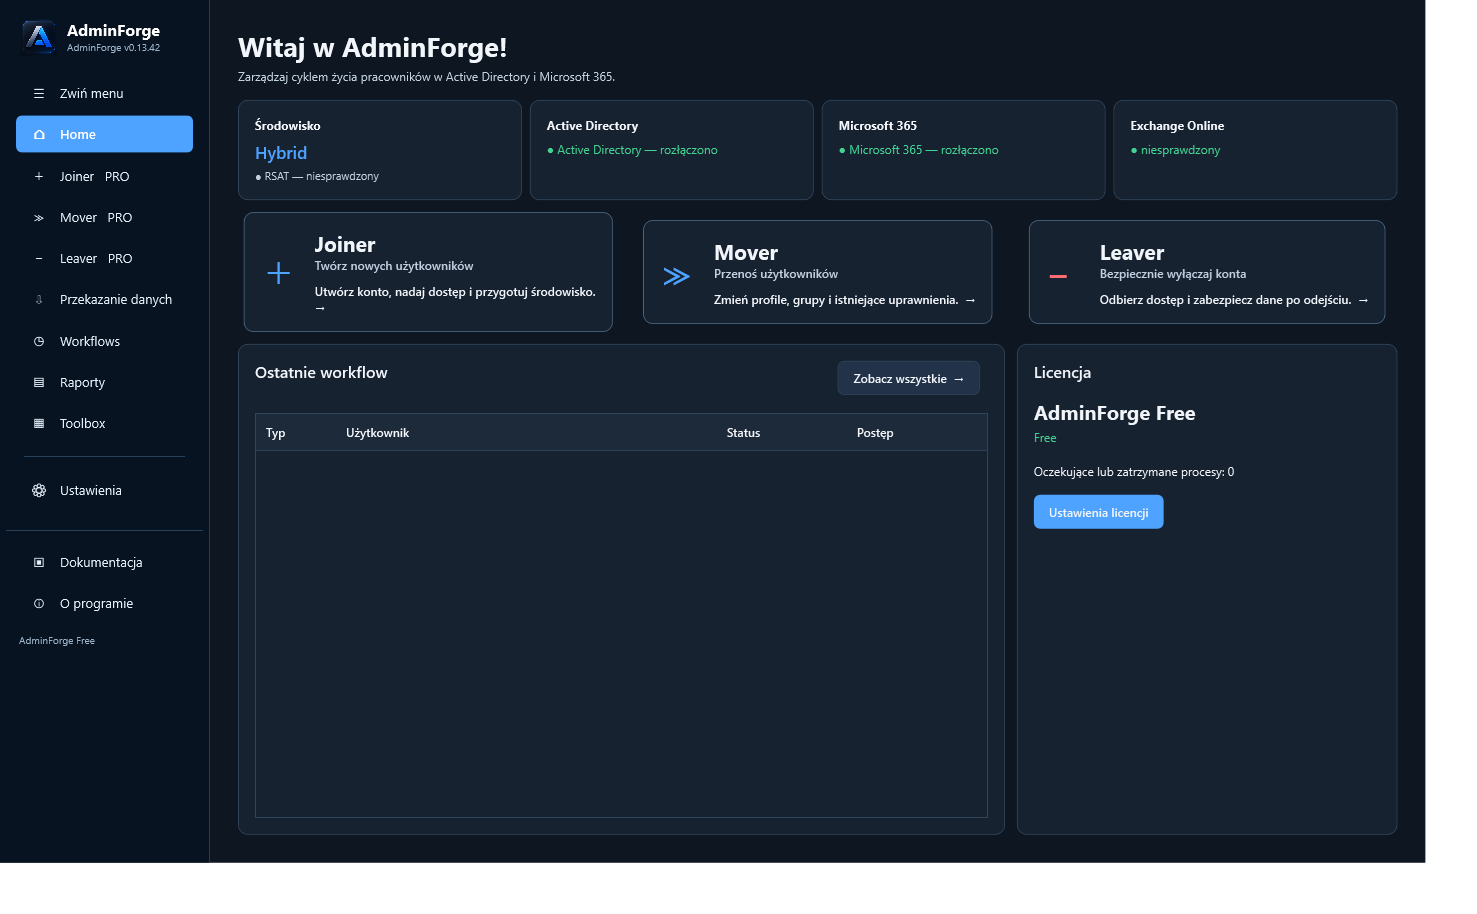 AdminForge
AdminForge v0.13.42
Zwiń menu
Home
Joiner PRO
Mover PRO
Leaver PRO
Przekazanie danych
Workflows
Raporty
Toolbox
Ustawienia
Dokumentacja
O programie
AdminForge Free
Witaj w AdminForge!
Zarządzaj cyklem życia pracowników w Active Directory i Microsoft 365.
Środowisko
Hybrid
● RSAT — niesprawdzony
Active Directory
● Active Directory — rozłączono
Microsoft 365
● Microsoft 365 — rozłączono
Exchange Online
● niesprawdzony
Joiner
Twórz nowych użytkowników
Utwórz konto, nadaj dostęp i przygotuj środowisko.
→
Mover
Przenoś użytkowników
Zmień profile, grupy i istniejące uprawnienia. →
Leaver
Bezpiecznie wyłączaj konta
Odbierz dostęp i zabezpiecz dane po odejściu. →
Ostatnie workflow
Zobacz wszystkie →
Typ Użytkownik Status Postęp
Licencja
AdminForge Free
Free
Oczekujące lub zatrzymane procesy: 0
Ustawienia licencji